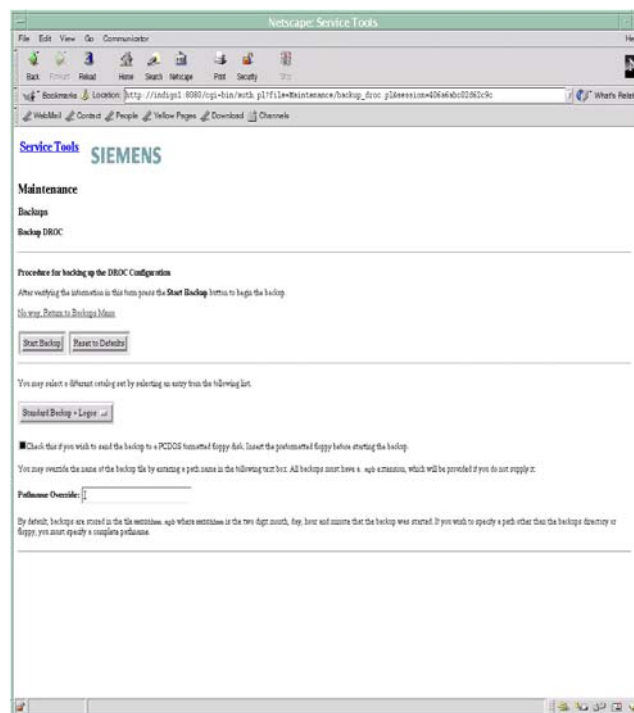 Netscape: Service Tools
File Edit View Go Communicator
Back Reload Home Search Netscape Print Security
Bookmarks Location: http://indigo1:8080/cgi-bin/auth.pl?file=Maintenance/backup_droc.pl&session= What's Related
WebMail Contact People Yellow Pages Download Channels
Service Tools SIEMENS
Maintenance
Backups
Backup DROC
Procedure for backing up the DROC Configuration
After verifying the information in this form press the Start Backup button to begin the backup.
No way, Return to Backups Menu
Start Backup Reset to Defaults
You may select a different catalog set by selecting an entry from the following list.
Standard Backup + Logos
Check this if you wish to send the backup to a PCDOS formatted floppy disk. Insert the preformatted floppy before starting the backup.
You may override the name of the backup file by entering a path name in the following text box. All backups must have a extension, which will be provided if you do not supply it.
Pathname Override:
By default, backups are stored in the file where is the two digit month, day, hour and minute that the backup was started. If you wish to specify a path other than the backups directory or
floppy, you must specify a complete pathname.